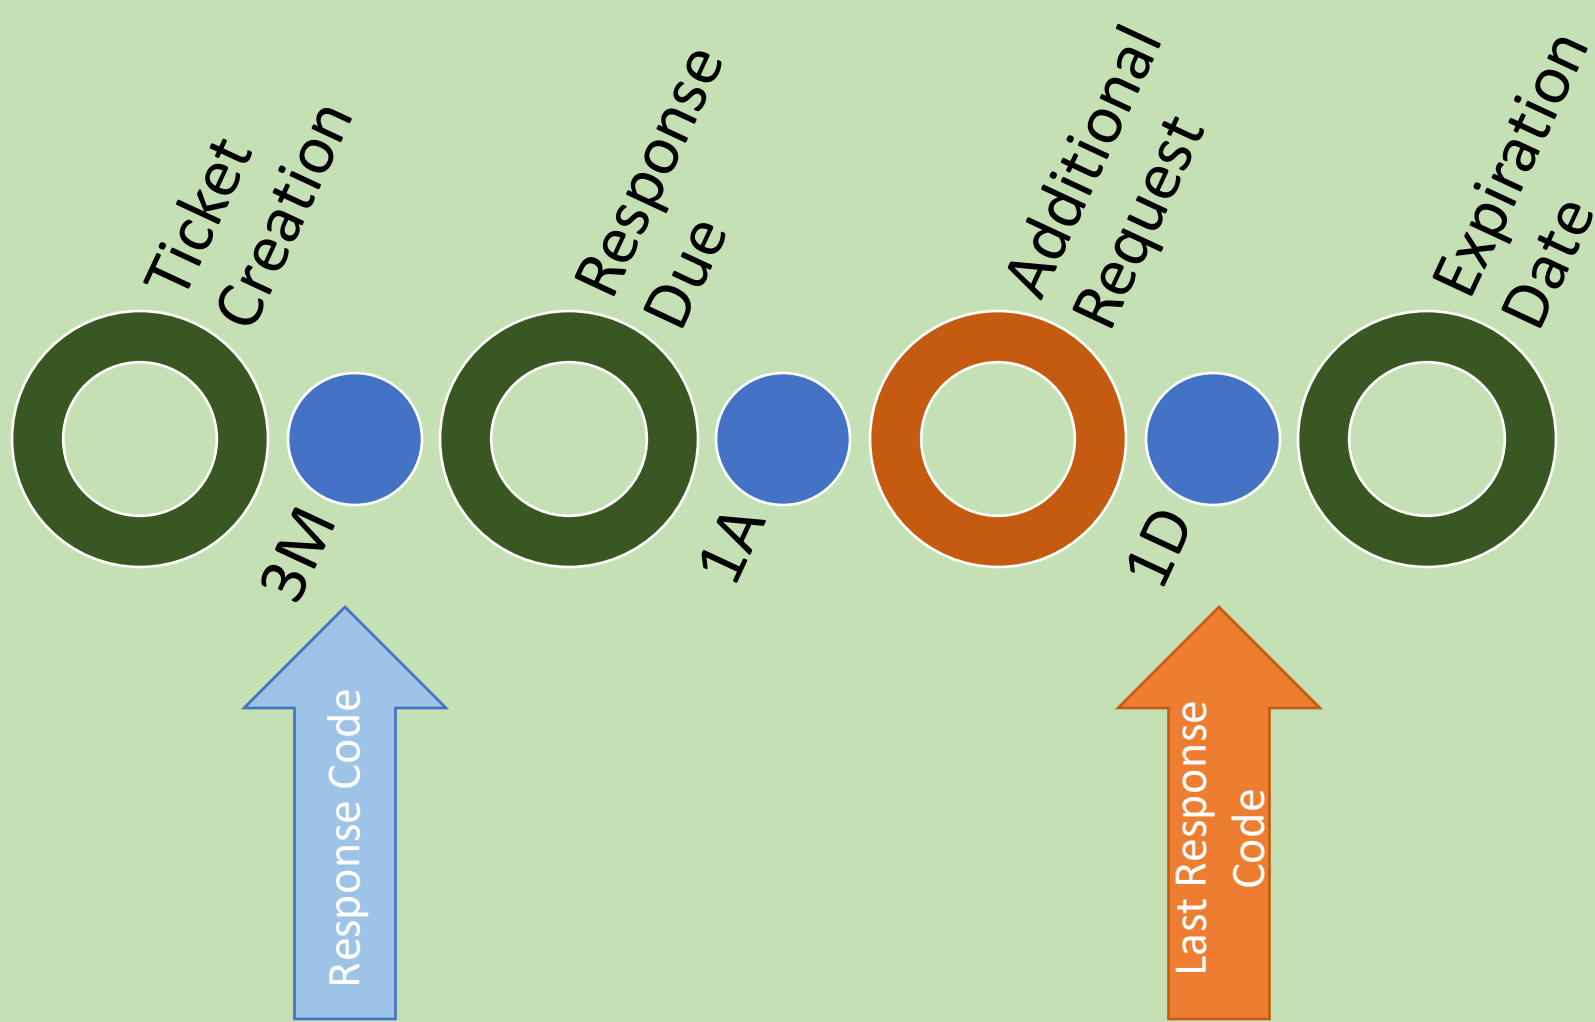 Ticket
Creation
3M
Response
Due
1A
Additional
Request
1D
Expiration
Date
Response Code
Last Response
Code